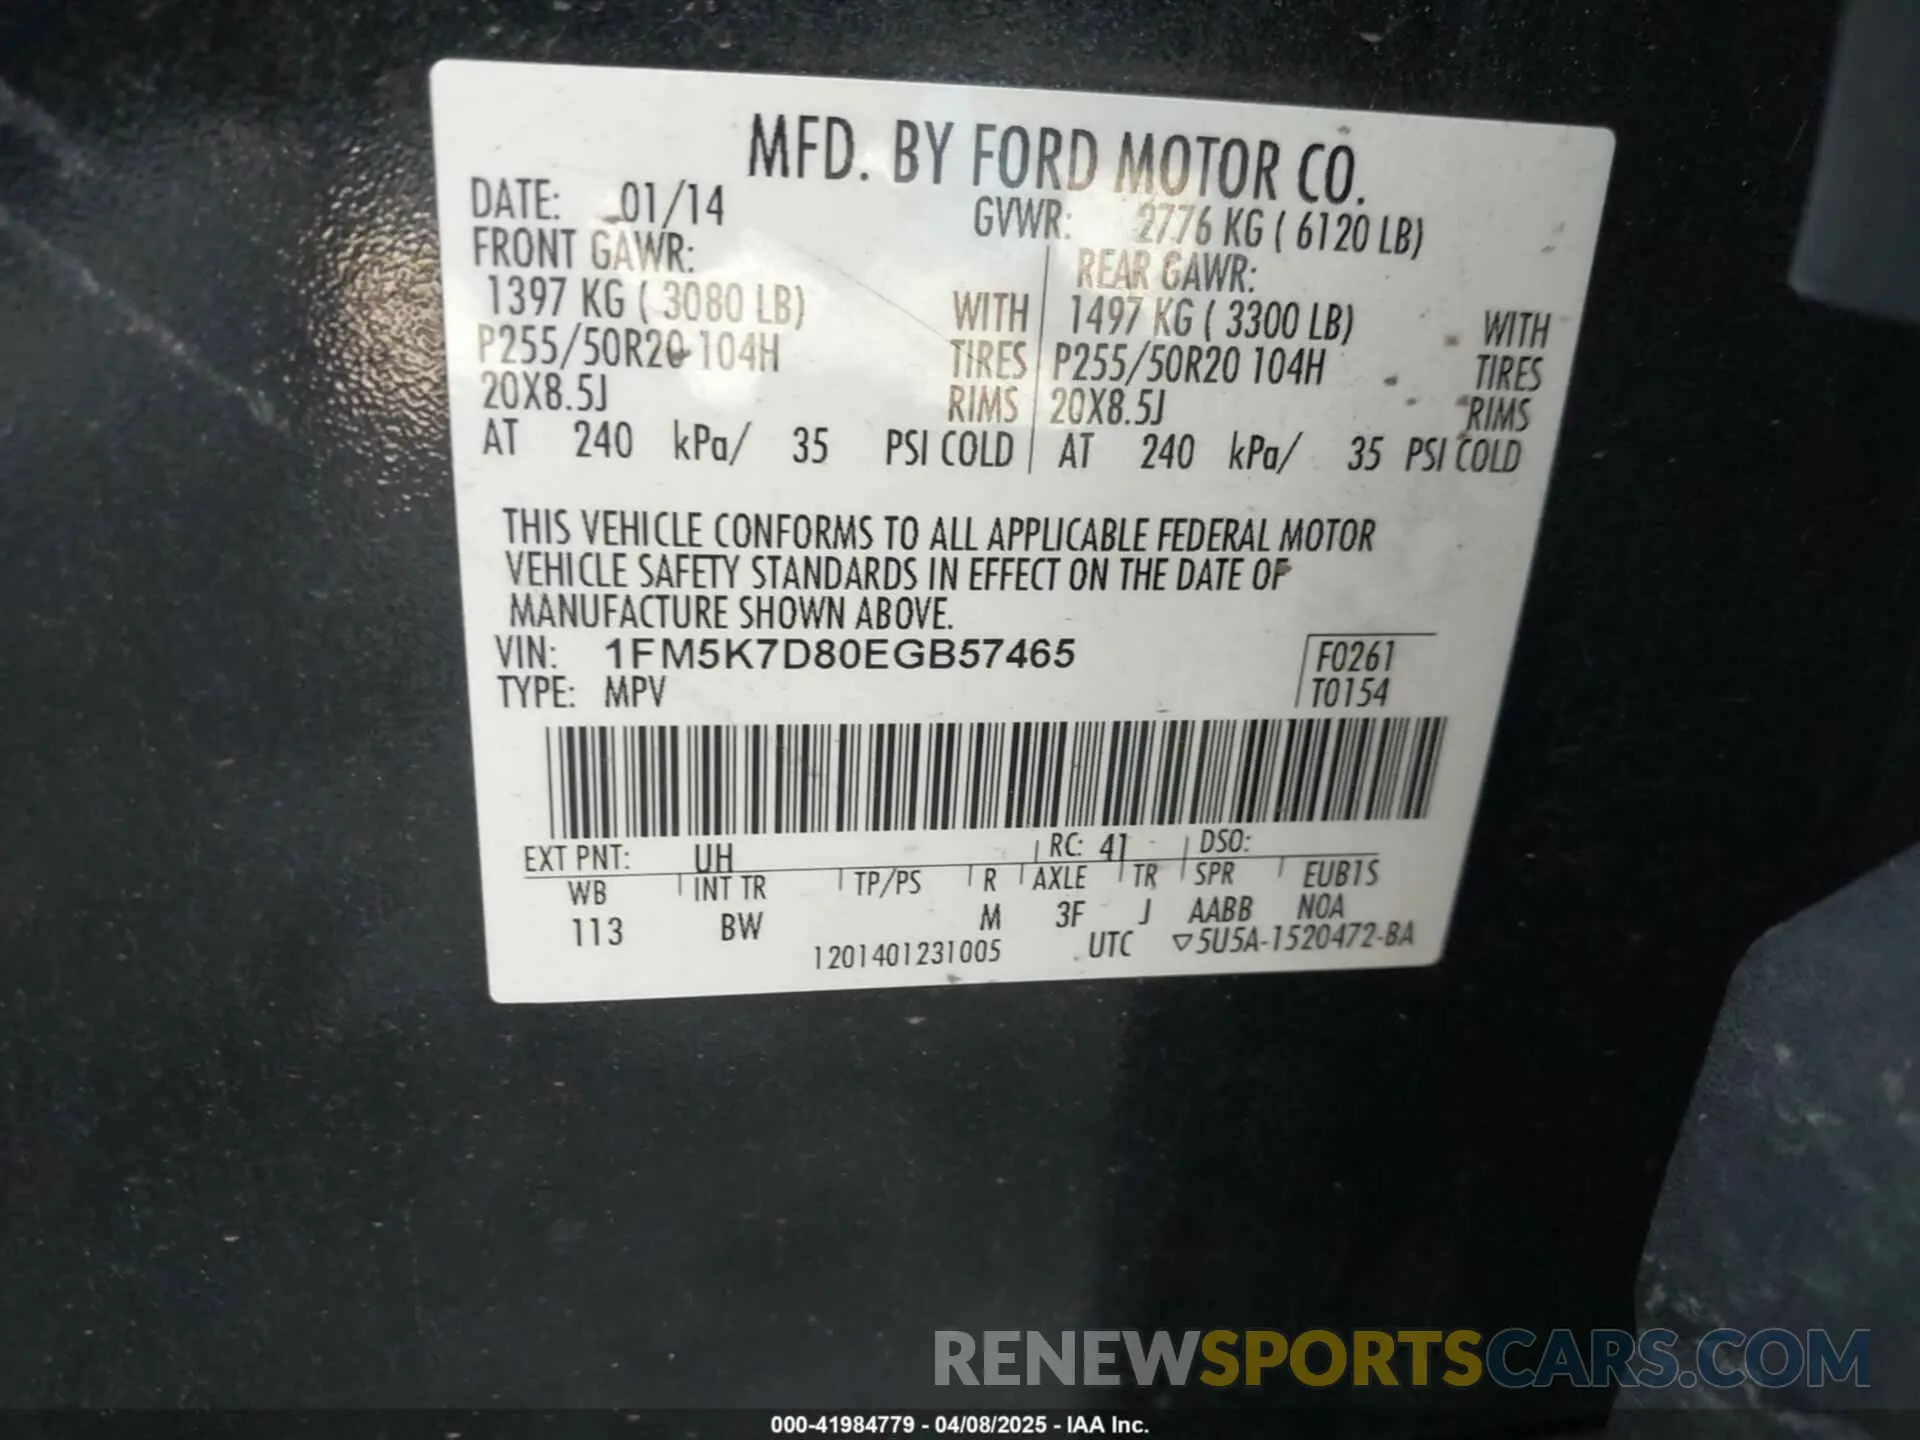 MFD. BY FORD MOTOR CO.
DATE: 01/14 GVWR: 2776 KG ( 6120 LB)
FRONT GAWR: REAR GAWR:
1397 KG ( 3080 LB) WITH 1497 KG ( 3300 LB) WITH
P255/50R20 104H TIRES P255/50R20 104H TIRES
20X8.5J RIMS 20X8.5J RIMS
AT 240 kPa/ 35 PSI COLD AT 240 kPa/ 35 PSI COLD
THIS VEHICLE CONFORMS TO ALL APPLICABLE FEDERAL MOTOR
VEHICLE SAFETY STANDARDS IN EFFECT ON THE DATE OF
MANUFACTURE SHOWN ABOVE.
VIN: 1FM5K7D80EGB57465 F0261
TYPE: MPV T0154
EXT PNT: UH RC: 41 DSO:
WB INT TR TP/PS R AXLE TR SPR EUB1S
113 BW M 3F J AABB NOA
1201401231005 UTC ▽5U5A-1520472-BA
RENEWSPORTSCARS.COM
000-41984779 - 04/08/2025 - IAA Inc.